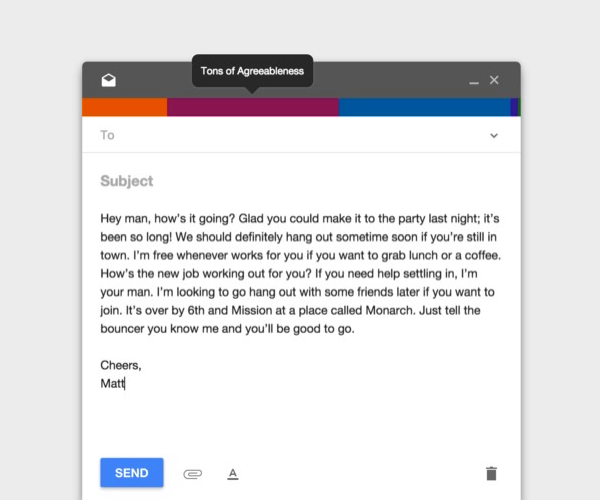 Tons of Agreeableness
To
Subject
Hey man, how's it going? Glad you could make it to the party last night; it's
been so long! We should definitely hang out sometime soon if you're still in
town. I'm free whenever works for you if you want to grab lunch or a coffee.
How's the new job working out for you? If you need help settling in, I'm
your man. I'm looking to go hang out with some friends later if you want to
join. It's over by 6th and Mission at a place called Monarch. Just tell the
bouncer you know me and you'll be good to go.
Cheers,
Matt
SEND
A